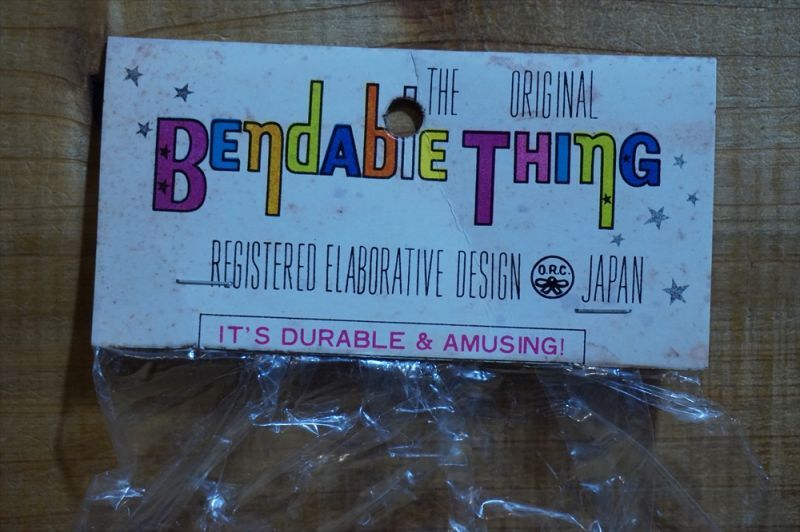 THE ORIGINAL
BENDABlE THING
REGISTERED ELABORATIVE DESIGN O.R.C. JAPAN
IT'S DURABLE & AMUSING!